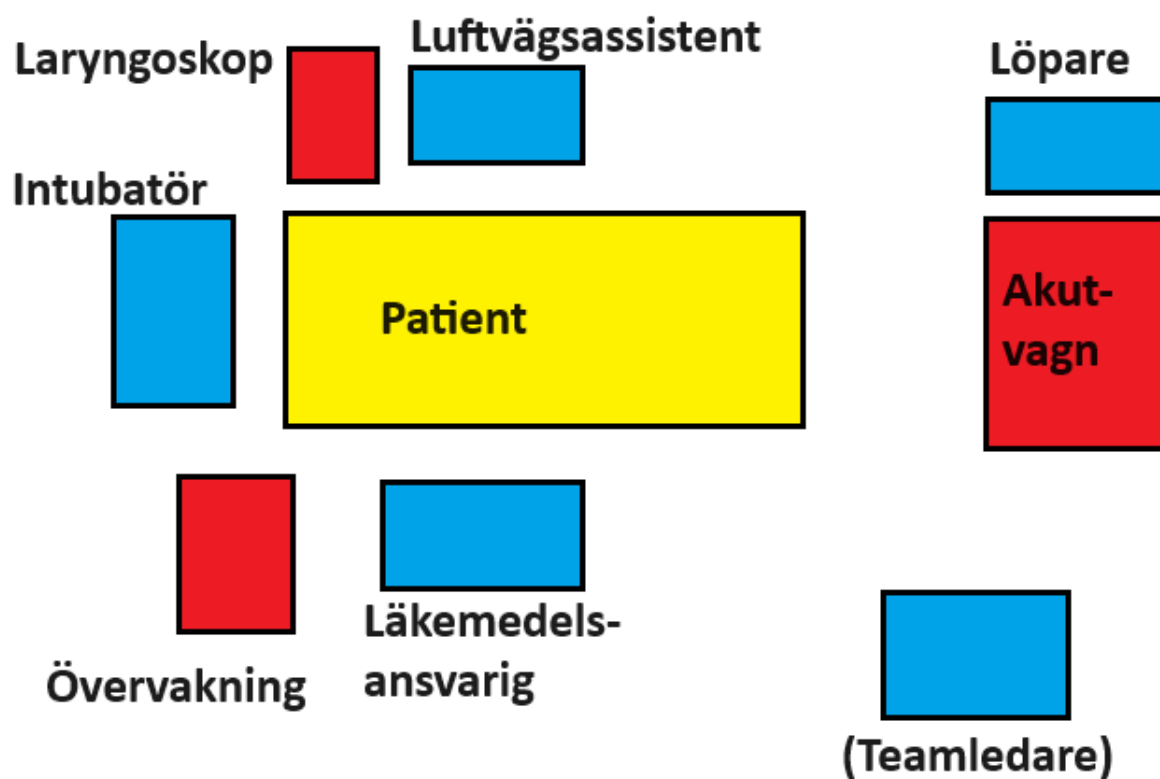 Luftvägsassistent
Laryngoskop
Löpare
Intubatör
Patient
Akut-
vagn
Läkemedels-
ansvarig
Övervakning
(Teamledare)